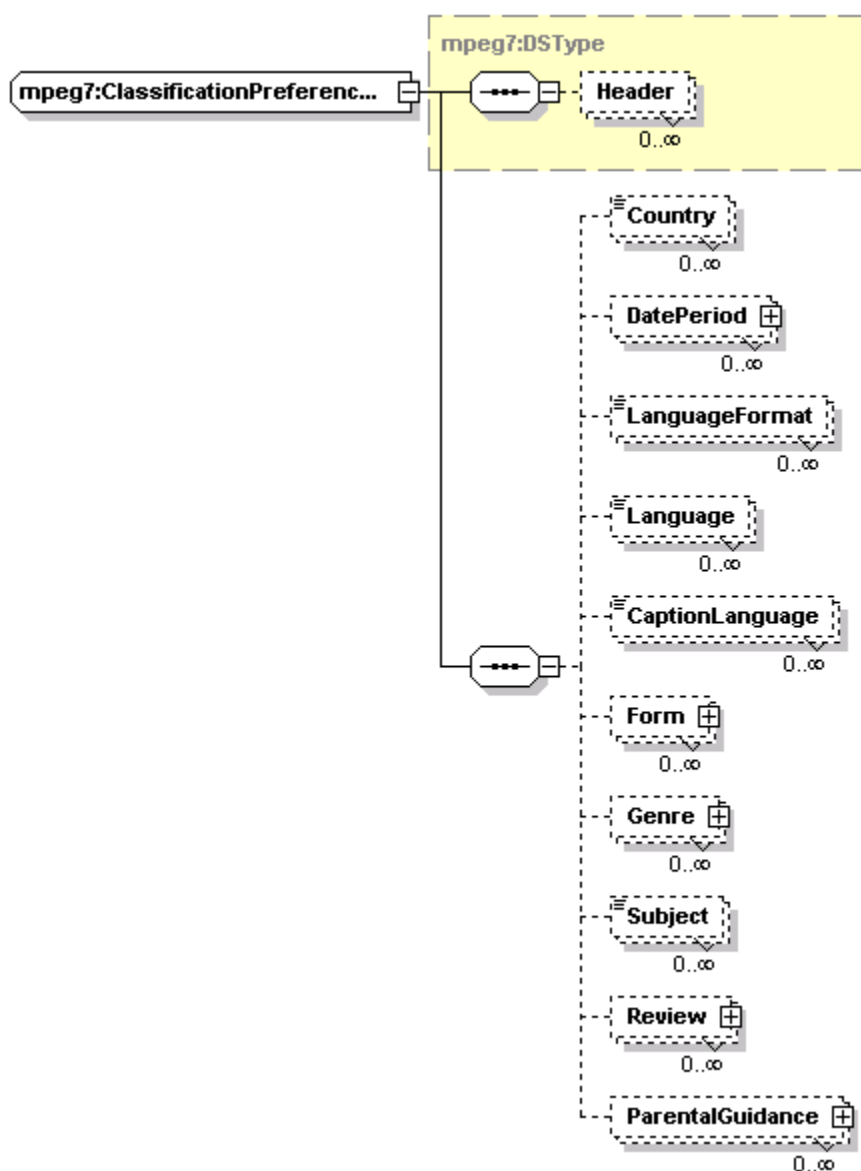 mpeg7:DSType
mpeg7:ClassificationPreferenc...
Header
0..∞
Country
0..∞
DatePeriod
0..∞
LanguageFormat
0..∞
Language
0..∞
CaptionLanguage
0..∞
Form
0..∞
Genre
0..∞
Subject
0..∞
Review
0..∞
ParentalGuidance
0..∞